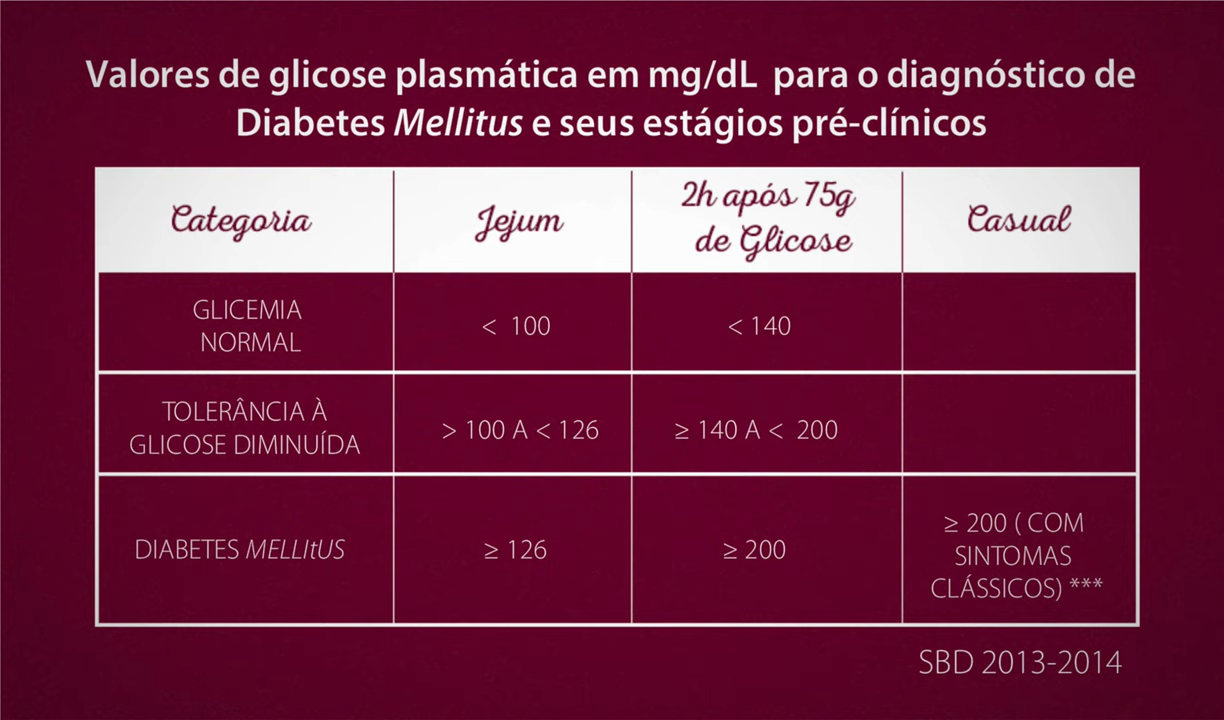 Valores de glicose plasmática em mg/dL para o diagnóstico de
Diabetes Mellitus e seus estágios pré-clínicos
Categoria
Jejum
2h após 75g
de Glicose
Casual
GLICEMIA
NORMAL
< 100
< 140
TOLERÂNCIA À
GLICOSE DIMINUÍDA
> 100 A < 126
≥ 140 A < 200
DIABETES MELLItUS
≥ 126
≥ 200
≥ 200 ( COM
SINTOMAS
CLÁSSICOS) ***
SBD 2013-2014